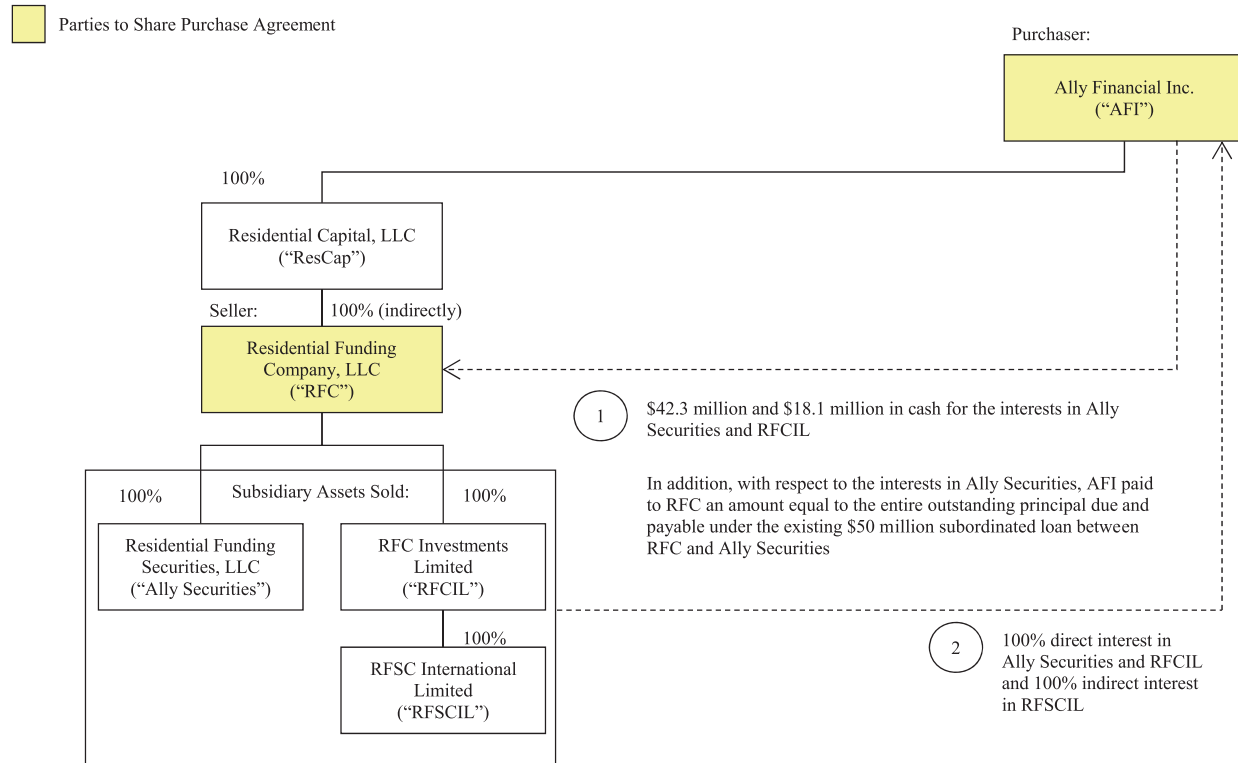 Parties to Share Purchase Agreement
Purchaser:
Ally Financial Inc.
(“AFI”)
100%
Residential Capital, LLC
(“ResCap”)
Seller:
100% (indirectly)
Residential Funding
Company, LLC
(“RFC”)
1
$42.3 million and $18.1 million in cash for the interests in Ally
Securities and RFCIL
In addition, with respect to the interests in Ally Securities, AFI paid
to RFC an amount equal to the entire outstanding principal due and
payable under the existing $50 million subordinated loan between
RFC and Ally Securities
100%
Subsidiary Assets Sold:
100%
Residential Funding
Securities, LLC
(“Ally Securities”)
RFC Investments
Limited
(“RFCIL”)
100%
RFSC International
Limited
(“RFSCIL”)
2
100% direct interest in
Ally Securities and RFCIL
and 100% indirect interest
in RFSCIL